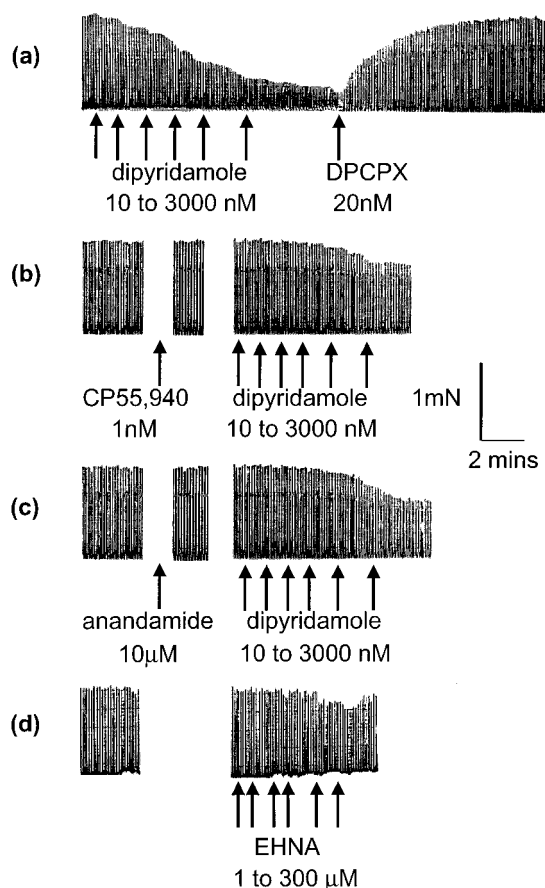 (a)
dipyridamole DPCPX
10 to 3000 nM 20nM
(b)
CP55,940 dipyridamole
1nM 10 to 3000 nM
1mN
2 mins
(c)
anandamide dipyridamole
10µM 10 to 3000 nM
(d)
EHNA
1 to 300 µM